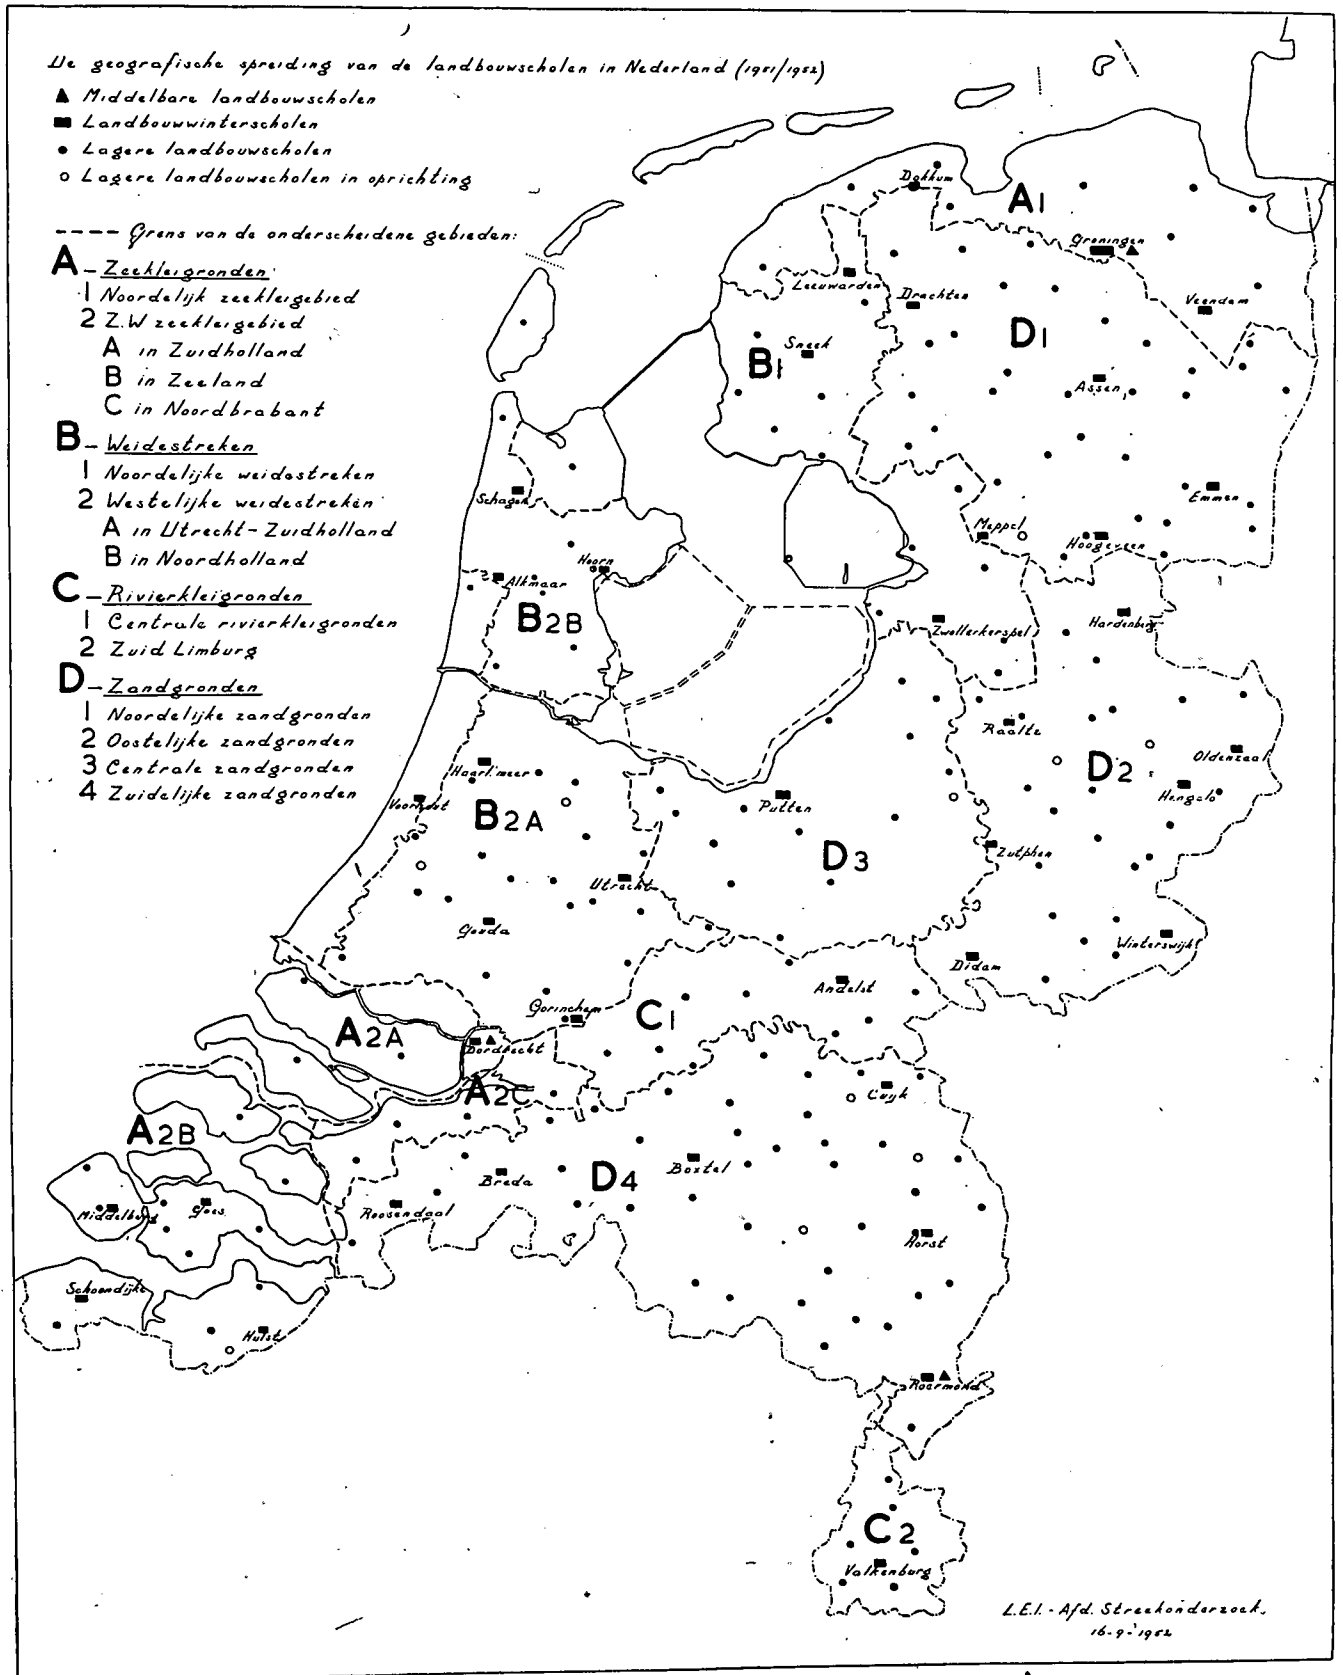 De geografische spreiding van de landbouwscholen in Nederland (1951/1952)
▲ Middelbare landbouwscholen
■ Landbouwwinterscholen
● Lagere landbouwscholen
○ Lagere landbouwscholen in oprichting
---- Grens van de onderscheidene gebieden:
A - Zeekleigronden
1 Noordelijk zeekleigebied
2 Z.W zeekleigebied
A in Zuidholland
B in Zeeland
C in Noordbrabant
B - Weidestreken
1 Noordelijke weidestreken
2 Westelijke weidestreken
A in Utrecht-Zuidholland
B in Noordholland
C - Rivierkleigronden
1 Centrale rivierkleigronden
2 Zuid Limburg
D - Zandgronden
1 Noordelijke zandgronden
2 Oostelijke zandgronden
3 Centrale zandgronden
4 Zuidelijke zandgronden
Dokkum
A1
Groningen
Leeuwarden
Drachten
Veendam
D1
Sneek
B1
Assen
Schagen
Emmen
Meppel
Hoogeveen
Hoorn
Alkmaar
B2B
Zwollerkerspel
Hardenberg
Raalte
Oldenzaal
D2
Haarl.meer
Hengelo
Voorhout
Putten
B2A
Zutphen
D3
Utrecht
Gouda
Winterswijk
Didam
Andelst
Gorinchem
C1
A2A
Dordrecht
A2C
Cuijk
A2B
Boxtel
D4
Breda
Middelburg
Goes
Roosendaal
Horst
Schoondijke
Hulst
Roermond
C2
Valkenburg
L.E.I. - Afd. Streekonderzoek.
16-9-1952